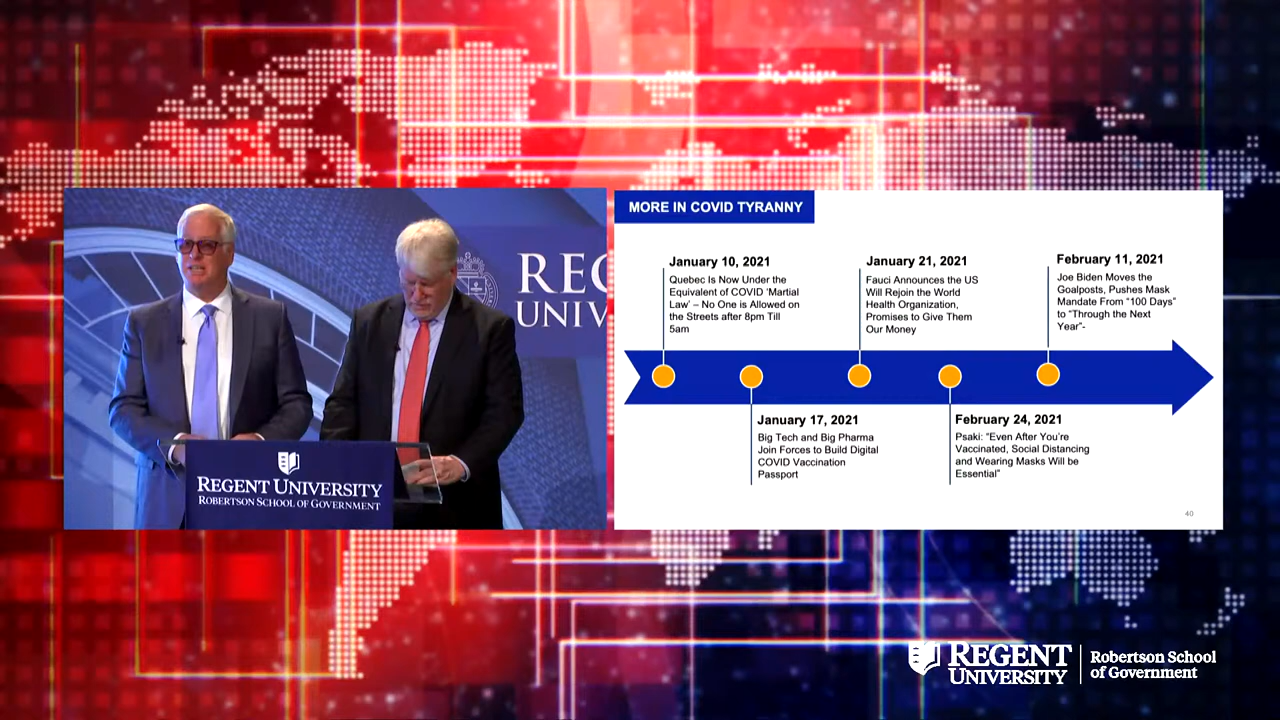 REG
UNIV
REGENT UNIVERSITY
ROBERTSON SCHOOL OF GOVERNMENT
MORE IN COVID TYRANNY
January 10, 2021
Quebec Is Now Under the
Equivalent of COVID ‘Martial
Law’ – No One is Allowed on
the Streets after 8pm Till
5am
January 21, 2021
Fauci Announces the US
Will Rejoin the World
Health Organization,
Promises to Give Them
Our Money
February 11, 2021
Joe Biden Moves the
Goalposts, Pushes Mask
Mandate From “100 Days”
to “Through the Next
Year”-
January 17, 2021
Big Tech and Big Pharma
Join Forces to Build Digital
COVID Vaccination
Passport
February 24, 2021
Psaki: “Even After You’re
Vaccinated, Social Distancing
and Wearing Masks Will be
Essential”
40
REGENT
UNIVERSITY
Robertson School
of Government